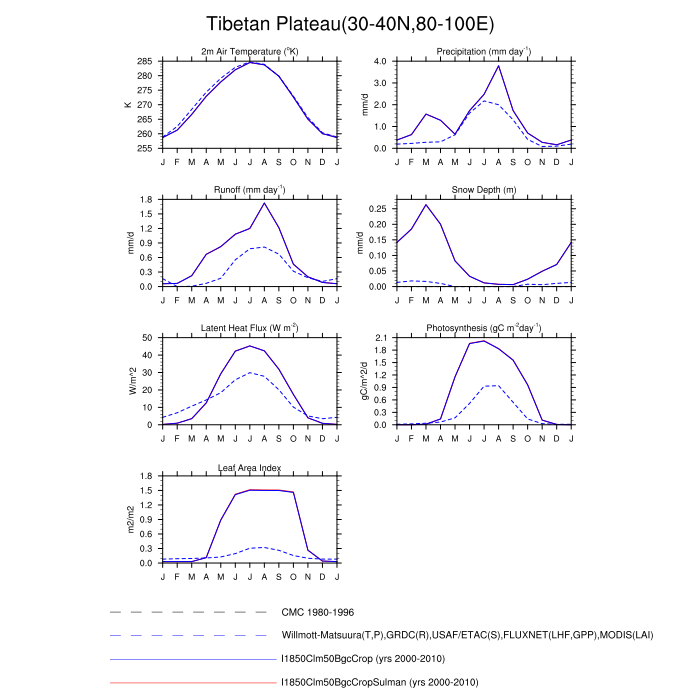 Tibetan Plateau(30-40N,80-100E)
2m Air Temperature (°K)
285
280
275
270
265
260
255
K
J F M A M J J A S O N D J
Precipitation (mm day⁻¹)
4.0
3.0
2.0
1.0
0.0
mm/d
J F M A M J J A S O N D J
Runoff (mm day⁻¹)
1.8
1.5
1.2
0.9
0.6
0.3
0.0
mm/d
J F M A M J J A S O N D J
Snow Depth (m)
0.25
0.20
0.15
0.10
0.05
0.00
mm/d
J F M A M J J A S O N D J
Latent Heat Flux (W m⁻²)
50
40
30
20
10
0
W/m^2
J F M A M J J A S O N D J
Photosynthesis (gC m⁻²day⁻¹)
2.1
1.8
1.5
1.2
0.9
0.6
0.3
0.0
gC/m^2/d
J F M A M J J A S O N D J
Leaf Area Index
1.8
1.5
1.2
0.9
0.6
0.3
0.0
m2/m2
J F M A M J J A S O N D J
CMC 1980-1996
Willmott-Matsuura(T,P),GRDC(R),USAF/ETAC(S),FLUXNET(LHF,GPP),MODIS(LAI)
I1850Clm50BgcCrop (yrs 2000-2010)
I1850Clm50BgcCropSulman (yrs 2000-2010)